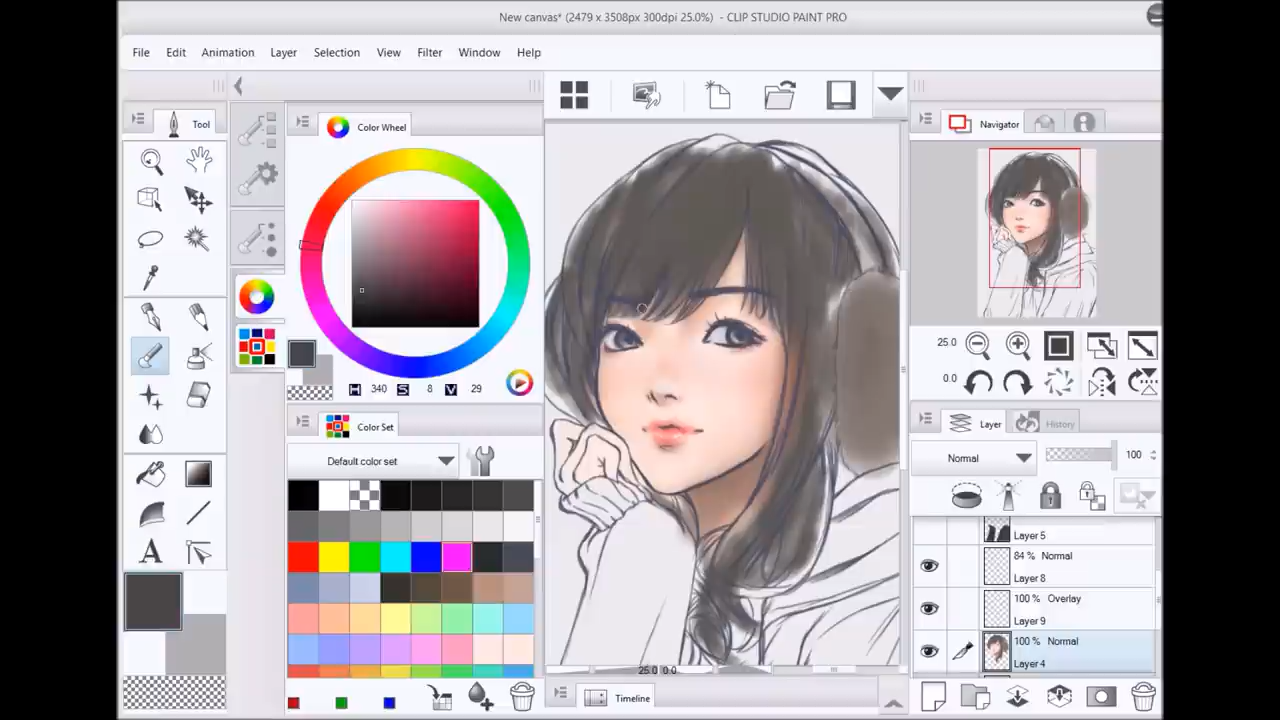 New canvas* (2479 x 3508px 300dpi 25.0%) - CLIP STUDIO PAINT PRO
File Edit Animation Layer Selection View Filter Window Help
Tool
Color Wheel
Navigator
H 340 S 8 V 29
25.0
0.0
Color Set
Default color set
Layer
History
Normal
100
Layer 5
84 % Normal
Layer 8
100 % Overlay
Layer 9
100 % Normal
Layer 4
A
25.0 0.0
Timeline